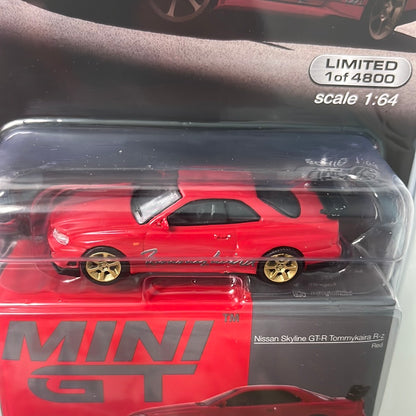 LIMITED
1 of 4800
scale 1:64
Tommykaira
MINI
GT
Nissan Skyline GT-R Tommykaira R-z
Red